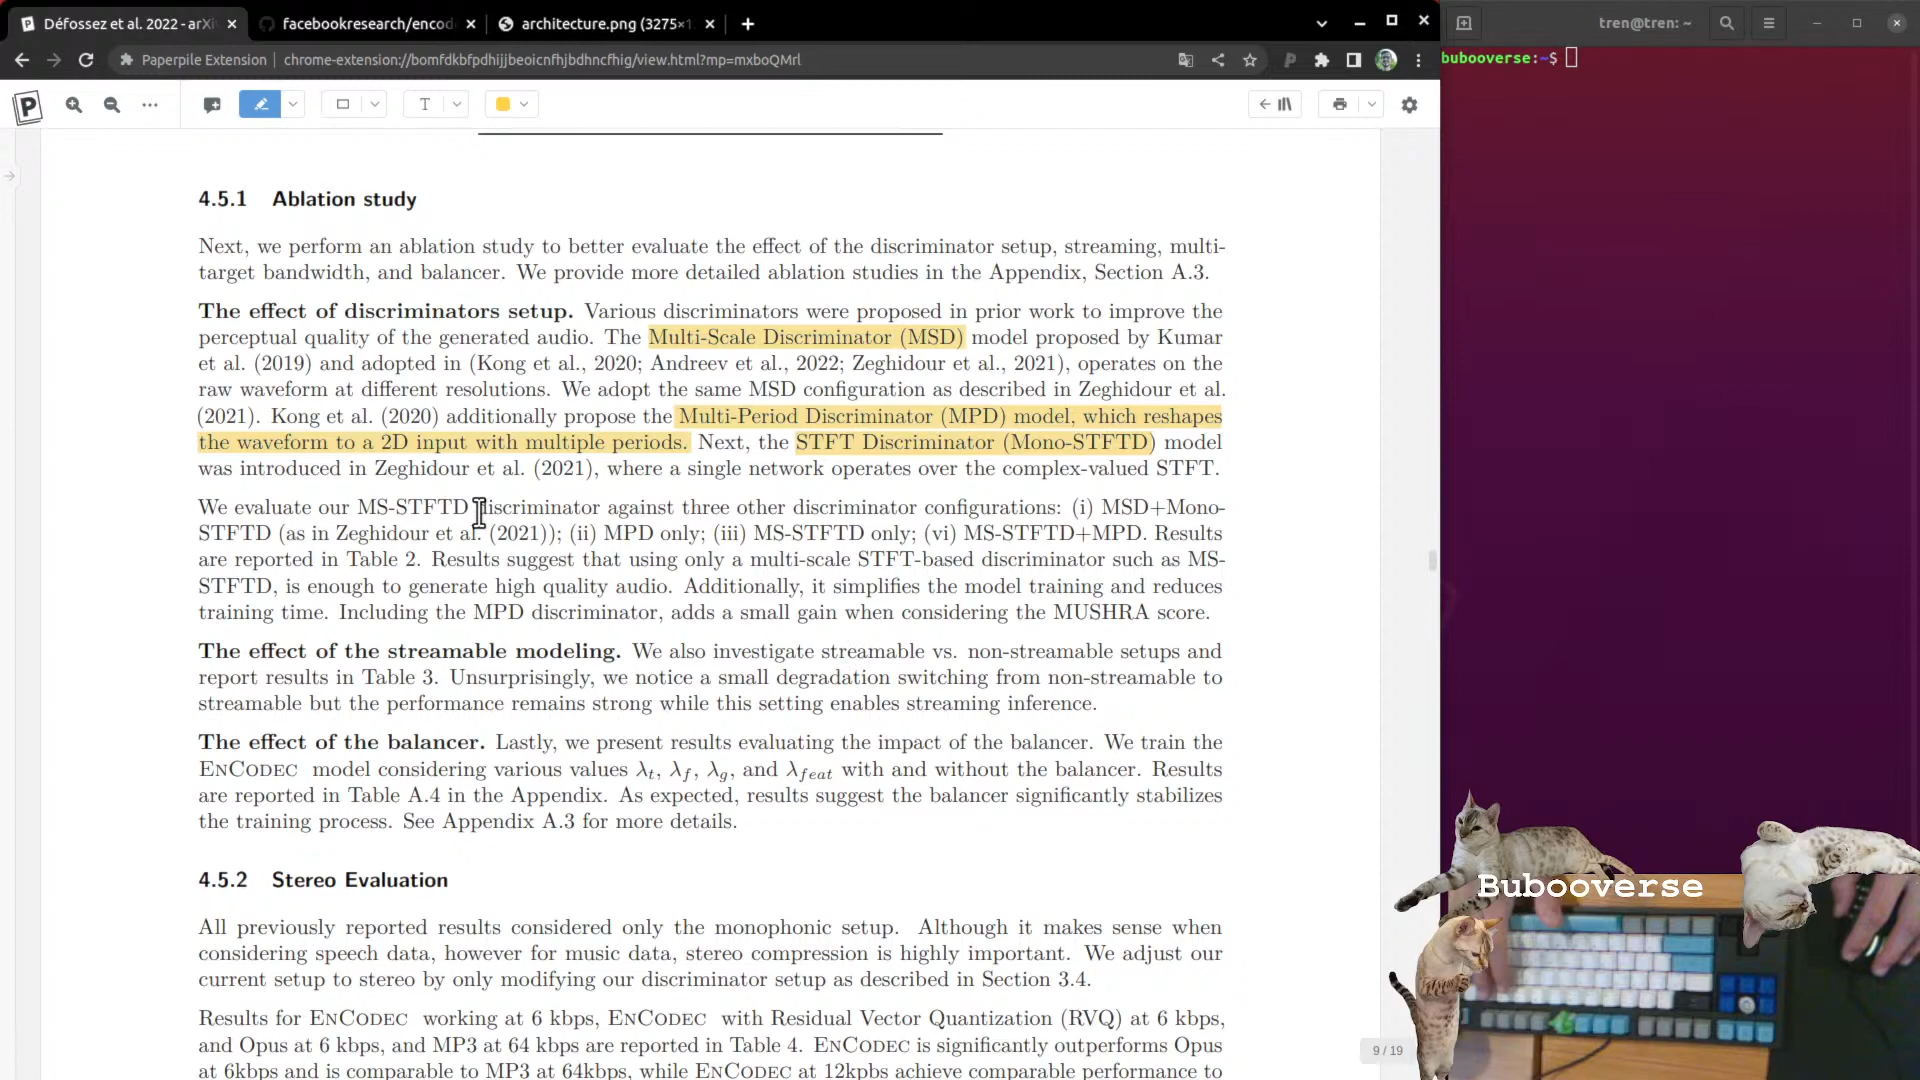 Défossez et al. 2022 - arXi
facebookresearch/encod
architecture.png (3275×1
Paperpile Extension
chrome-extension://bomfdkbfpdhijjbeoicnfhjbdhncfhig/view.html?mp=mxboQMrl
tren@tren: ~
bubooverse:~$
4.5.1 Ablation study
Next, we perform an ablation study to better evaluate the effect of the discriminator setup, streaming, multi-
target bandwidth, and balancer. We provide more detailed ablation studies in the Appendix, Section A.3.
The effect of discriminators setup. Various discriminators were proposed in prior work to improve the
perceptual quality of the generated audio. The Multi-Scale Discriminator (MSD) model proposed by Kumar
et al. (2019) and adopted in (Kong et al., 2020; Andreev et al., 2022; Zeghidour et al., 2021), operates on the
raw waveform at different resolutions. We adopt the same MSD configuration as described in Zeghidour et al.
(2021). Kong et al. (2020) additionally propose the Multi-Period Discriminator (MPD) model, which reshapes
the waveform to a 2D input with multiple periods. Next, the STFT Discriminator (Mono-STFTD) model
was introduced in Zeghidour et al. (2021), where a single network operates over the complex-valued STFT.
We evaluate our MS-STFTD discriminator against three other discriminator configurations: (i) MSD+Mono-
STFTD (as in Zeghidour et al. (2021)); (ii) MPD only; (iii) MS-STFTD only; (vi) MS-STFTD+MPD. Results
are reported in Table 2. Results suggest that using only a multi-scale STFT-based discriminator such as MS-
STFTD, is enough to generate high quality audio. Additionally, it simplifies the model training and reduces
training time. Including the MPD discriminator, adds a small gain when considering the MUSHRA score.
The effect of the streamable modeling. We also investigate streamable vs. non-streamable setups and
report results in Table 3. Unsurprisingly, we notice a small degradation switching from non-streamable to
streamable but the performance remains strong while this setting enables streaming inference.
The effect of the balancer. Lastly, we present results evaluating the impact of the balancer. We train the
ENCODEC model considering various values λt, λf, λg, and λfeat with and without the balancer. Results
are reported in Table A.4 in the Appendix. As expected, results suggest the balancer significantly stabilizes
the training process. See Appendix A.3 for more details.
4.5.2 Stereo Evaluation
All previously reported results considered only the monophonic setup. Although it makes sense when
considering speech data, however for music data, stereo compression is highly important. We adjust our
current setup to stereo by only modifying our discriminator setup as described in Section 3.4.
Results for ENCODEC working at 6 kbps, ENCODEC with Residual Vector Quantization (RVQ) at 6 kbps,
and Opus at 6 kbps, and MP3 at 64 kbps are reported in Table 4. ENCODEC is significantly outperforms Opus
at 6kbps and is comparable to MP3 at 64kbps, while ENCODEC at 12kpbs achieve comparable performance to
9 / 19
Bubooverse